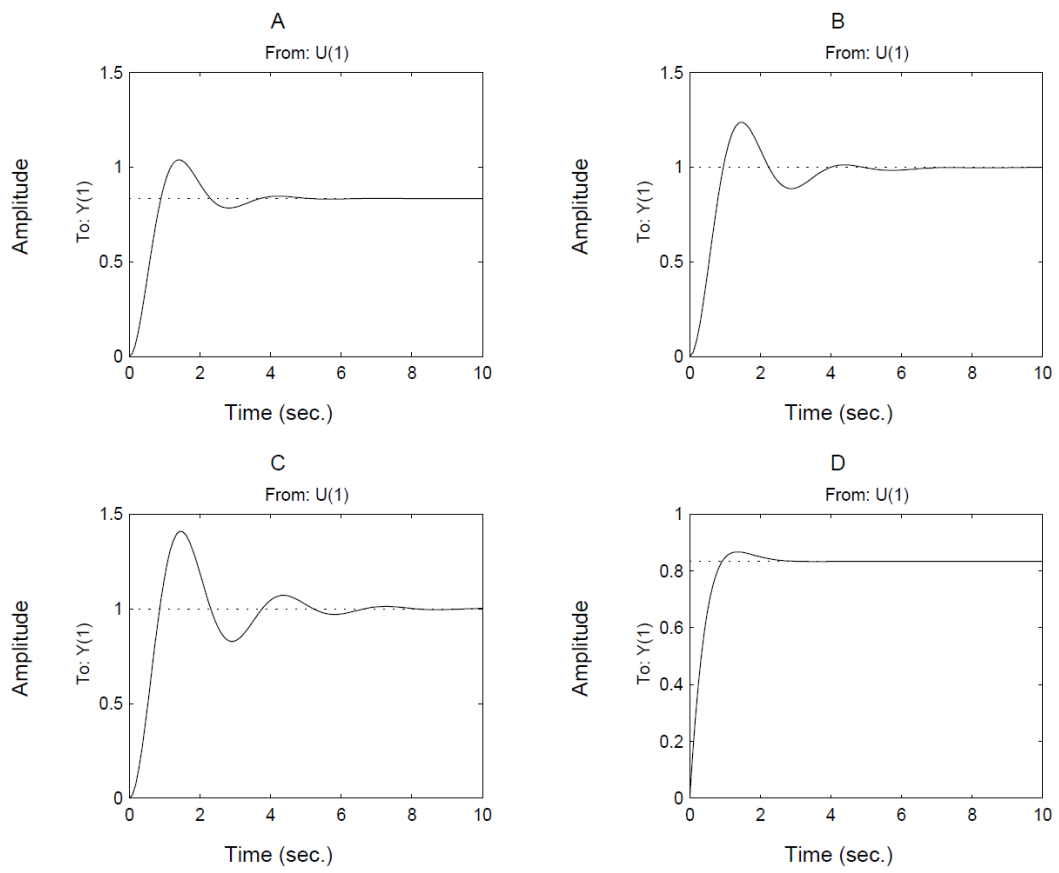 A
From: U(1)
1.5
1
0.5
0
0 2 4 6 8 10
Amplitude
To: Y(1)
Time (sec.)
B
From: U(1)
1.5
1
0.5
0
0 2 4 6 8 10
Amplitude
To: Y(1)
Time (sec.)
C
From: U(1)
1.5
1
0.5
0
0 2 4 6 8 10
Amplitude
To: Y(1)
Time (sec.)
D
From: U(1)
1
0.8
0.6
0.4
0.2
0
0 2 4 6 8 10
Amplitude
To: Y(1)
Time (sec.)